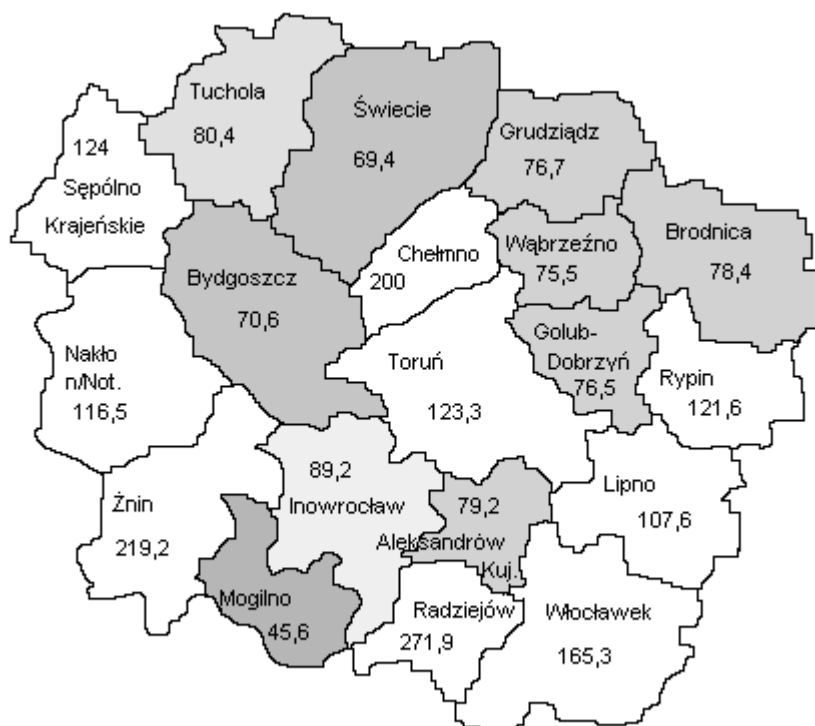 Tuchola
80,4
Świecie
69,4
Grudziądz
76,7
124
Sępólno
Krajeńskie
Chełmno
200
Wąbrzeźno
75,5
Brodnica
78,4
Bydgoszcz
70,6
Golub-
Dobrzyń
76,5
Nakło
n/Not.
116,5
Toruń
123,3
Rypin
121,6
89,2
Inowrocław
79,2
Aleksandrów
Kuj.
Lipno
107,6
Żnin
219,2
Mogilno
45,6
Radziejów
271,9
Włocławek
165,3